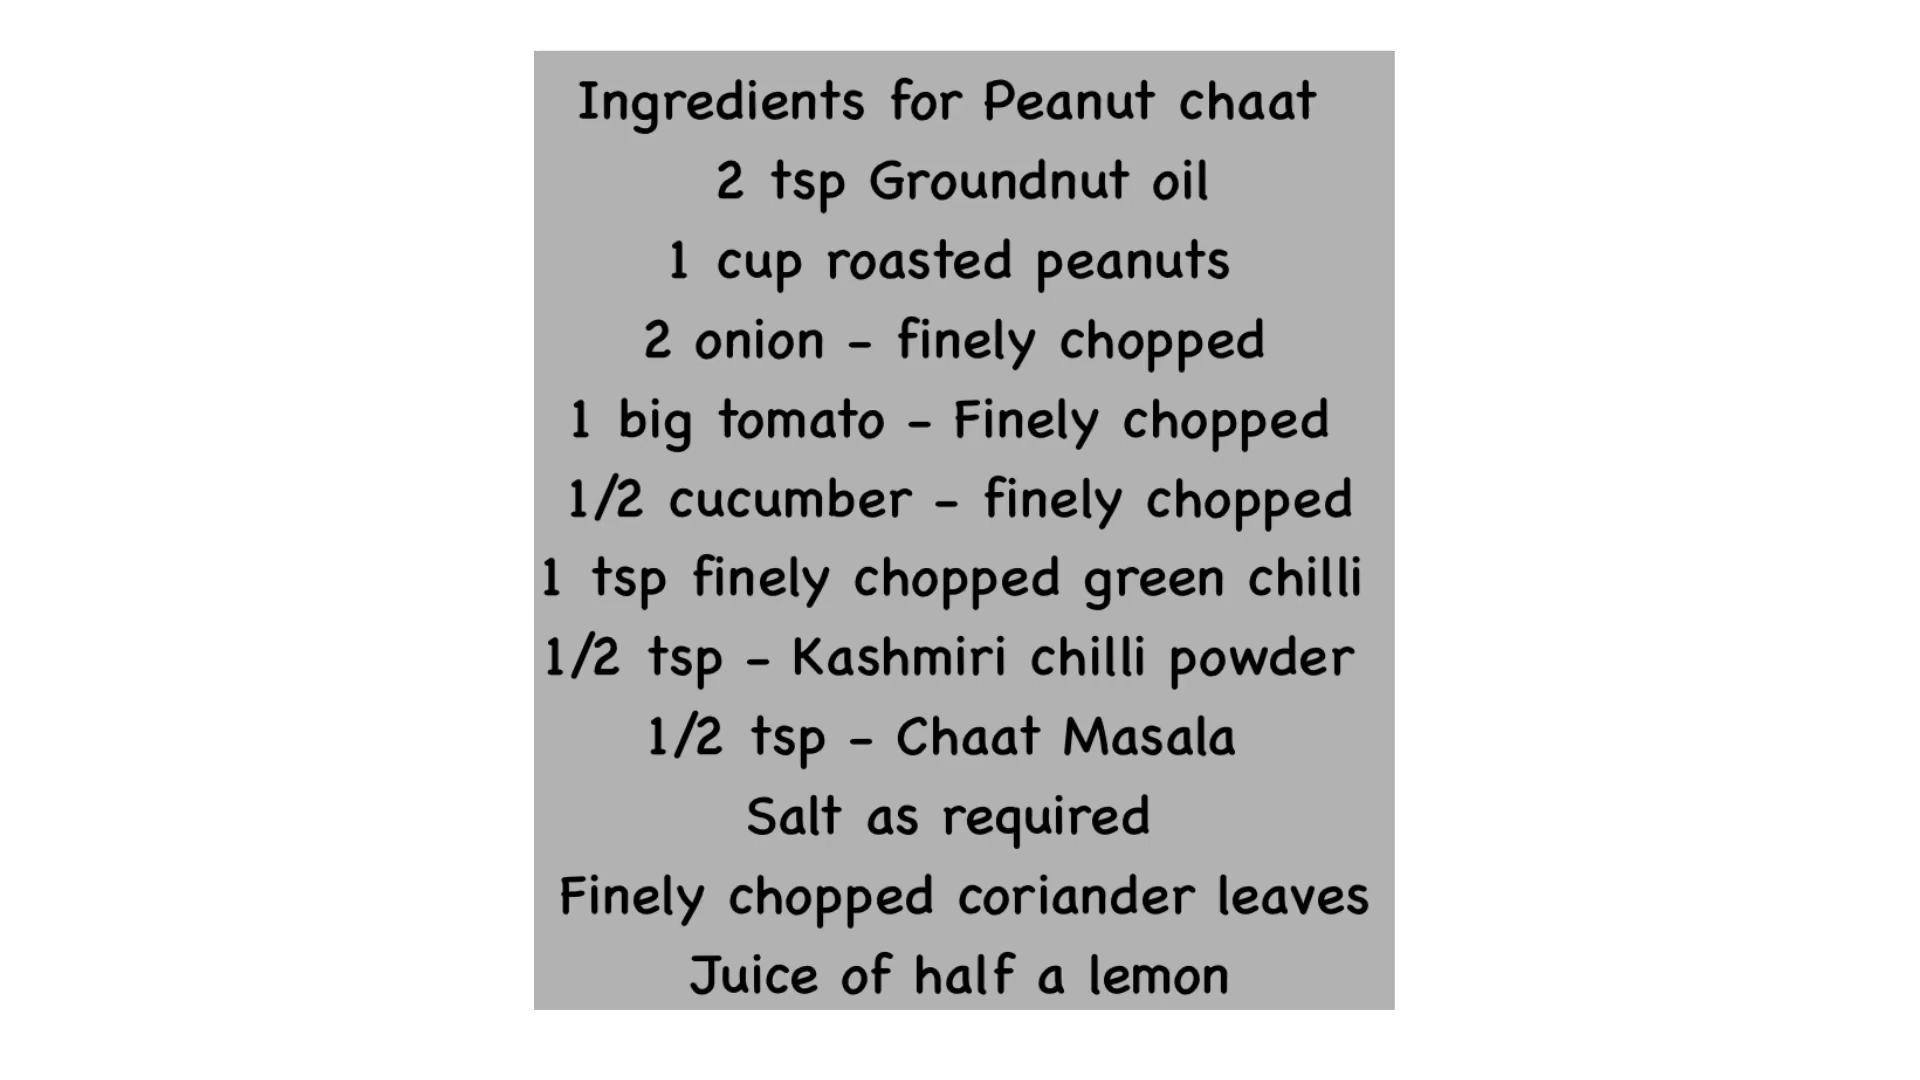 Ingredients for Peanut chaat
2 tsp Groundnut oil
1 cup roasted peanuts
2 onion - finely chopped
1 big tomato - Finely chopped
1/2 cucumber - finely chopped
1 tsp finely chopped green chilli
1/2 tsp - Kashmiri chilli powder
1/2 tsp - Chaat Masala
Salt as required
Finely chopped coriander leaves
Juice of half a lemon